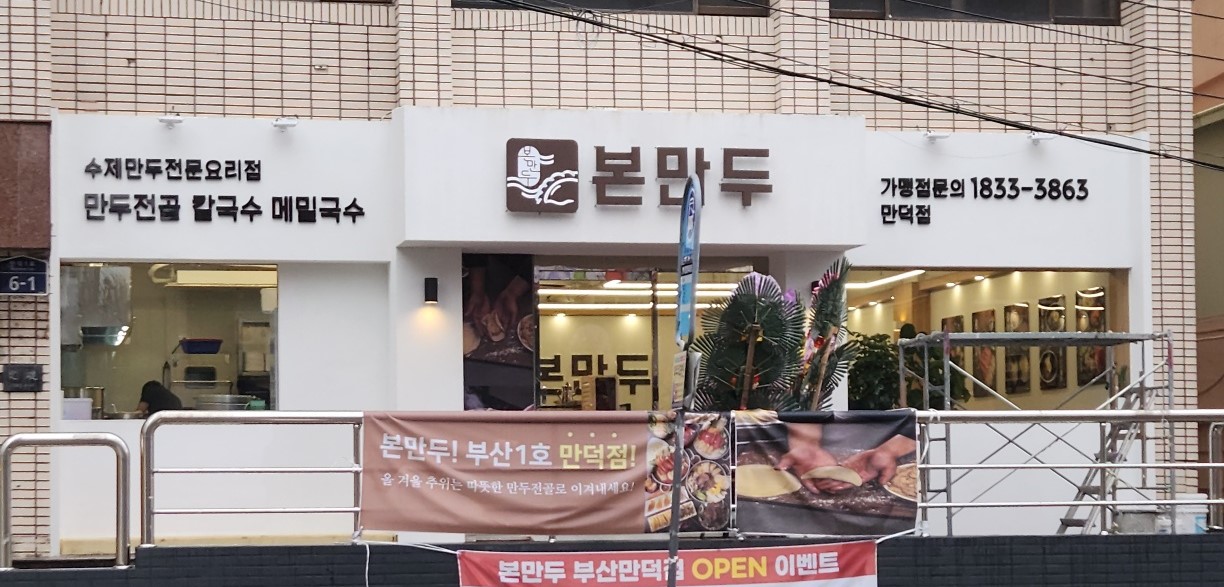 수제만두전문요리점
만두전골 칼국수 메밀국수
본만두
본만두
가맹점문의 1833-3863
만덕점
6-1
본만두
본만두! 부산1호 만덕점!
올 겨울 추위는 따뜻한 만두전골로 이겨내세요!
본만두 부산만덕점 OPEN 이벤트